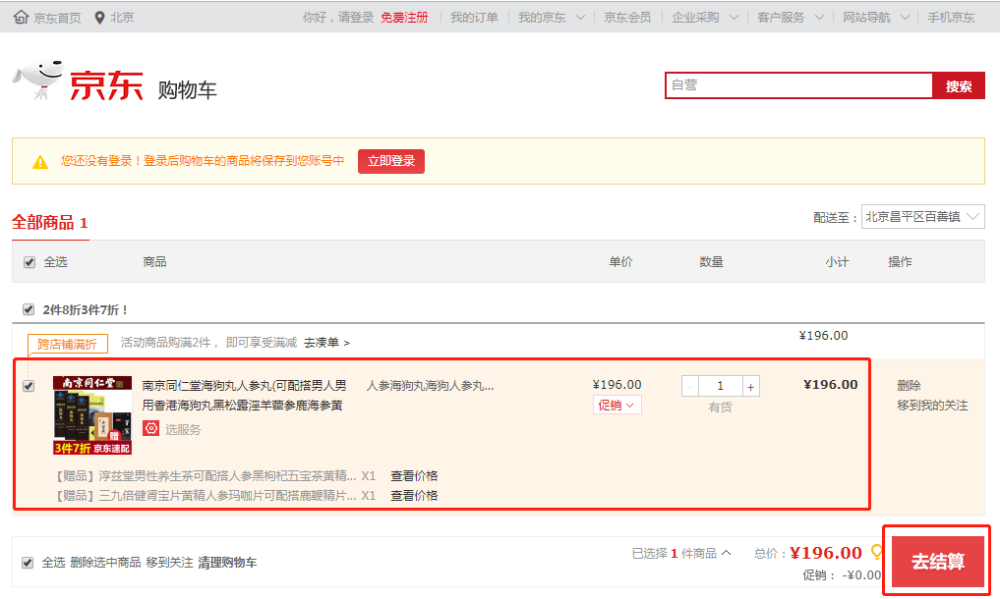 京东首页 北京 你好，请登录 免费注册 我的订单 我的京东 京东会员 企业采购 客户服务 网站导航 手机京东
京东 购物车
自营 搜索
您还没有登录！登录后购物车的商品将保存到您账号中 立即登录
全部商品 1
配送至： 北京昌平区百善镇
全选 商品 单价 数量 小计 操作
2件8折3件7折！
跨店铺满折 活动商品购满2件， 即可享受满减 去凑单 > ¥196.00
南京同仁堂
3件7折 京东速配
赠
南京同仁堂海狗丸人参丸(可配搭男人男 人参海狗丸海狗人参丸... ¥196.00 - 1 + ¥196.00 删除
用香港海狗丸黑松露淫羊藿参鹿海参黄 促销 有货 移到我的关注
选服务
【赠品】淳兹堂男性养生茶可配搭人参黑枸杞五宝茶黄精... X1 查看价格
【赠品】三九倍健肾宝片黄精人参玛咖片可配搭鹿鞭精片... X1 查看价格
全选 删除选中商品 移到关注 清理购物车 已选择 1 件商品 总价： ¥196.00 去结算
促销： -¥0.00